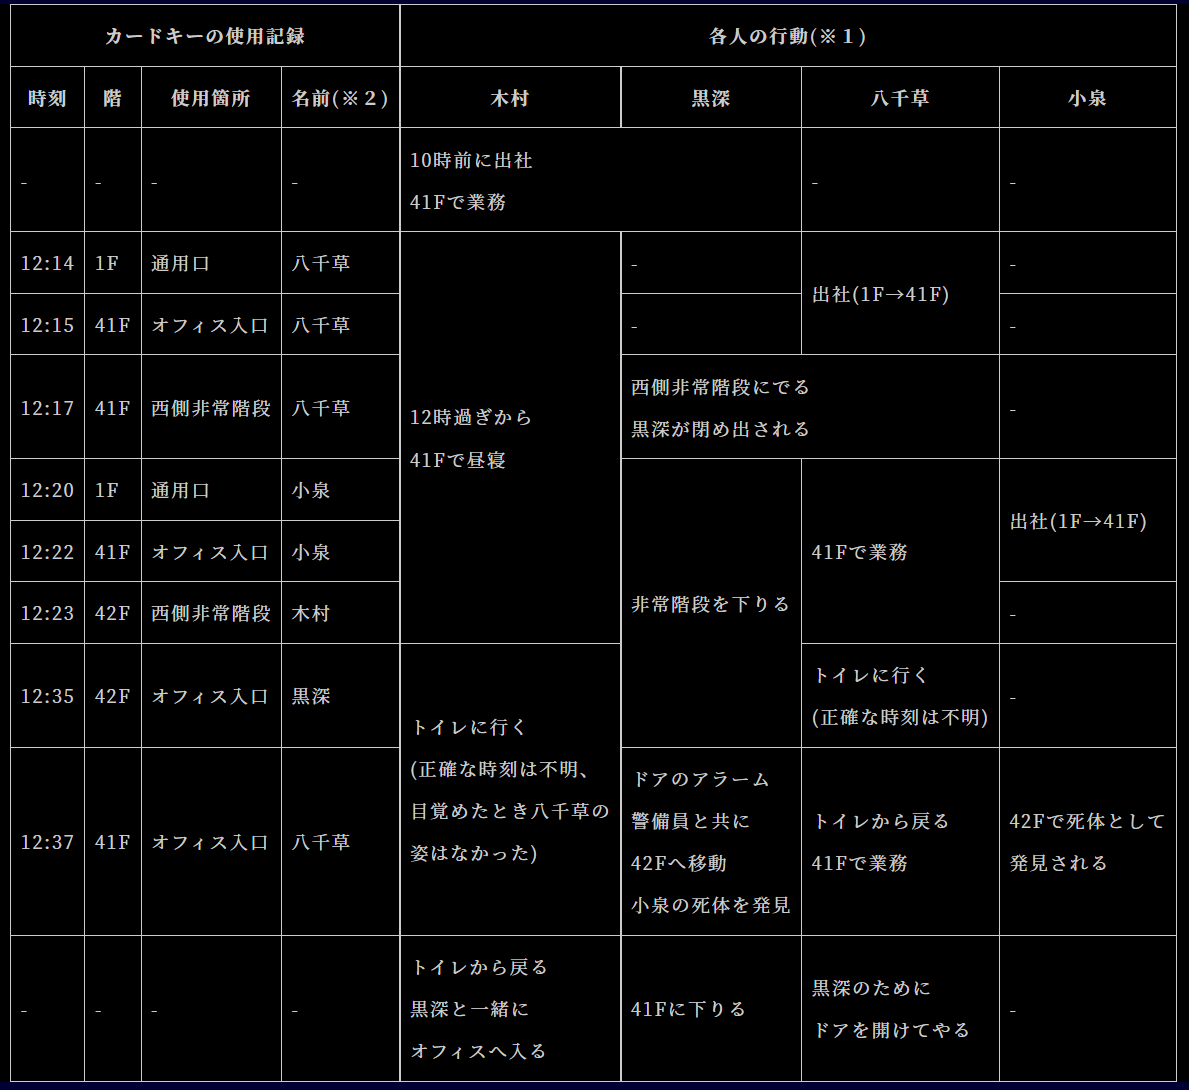 カードキーの使用記録 各人の行動(※１)
時刻 階 使用箇所 名前(※２) 木村 黒深 八千草 小泉
- - - - 10時前に出社 - -
41Fで業務
12:14 1F 通用口 八千草 12時過ぎから - 出社(1F→41F) -
41Fで昼寝
12:15 41F オフィス入口 八千草 - -
12:17 41F 西側非常階段 八千草 西側非常階段にでる -
黒深が閉め出される
12:20 1F 通用口 小泉 非常階段を下りる 41Fで業務 出社(1F→41F)
12:22 41F オフィス入口 小泉
12:23 42F 西側非常階段 木村 -
12:35 42F オフィス入口 黒深 トイレに行く トイレに行く -
(正確な時刻は不明、 (正確な時刻は不明)
目覚めたとき八千草の
姿はなかった)
12:37 41F オフィス入口 八千草 ドアのアラーム トイレから戻る 42Fで死体として
警備員と共に 41Fで業務 発見される
42Fへ移動
小泉の死体を発見
- - - - トイレから戻る 41Fに下りる 黒深のために -
黒深と一緒に ドアを開けてやる
オフィスへ入る